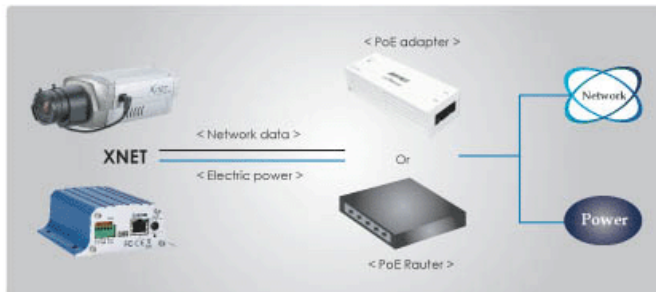 < PoE adapter >
Network
< Network data >
XNET
Or
< Electric power >
Power
< PoE Rauter >